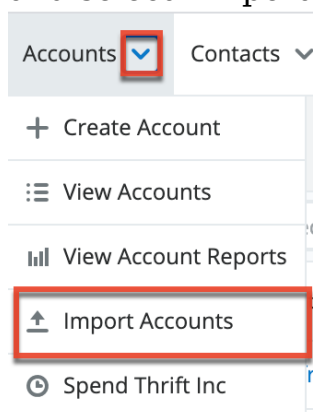 Accounts Contacts
Create Account
View Accounts
View Account Reports
Import Accounts
Spend Thrift Inc